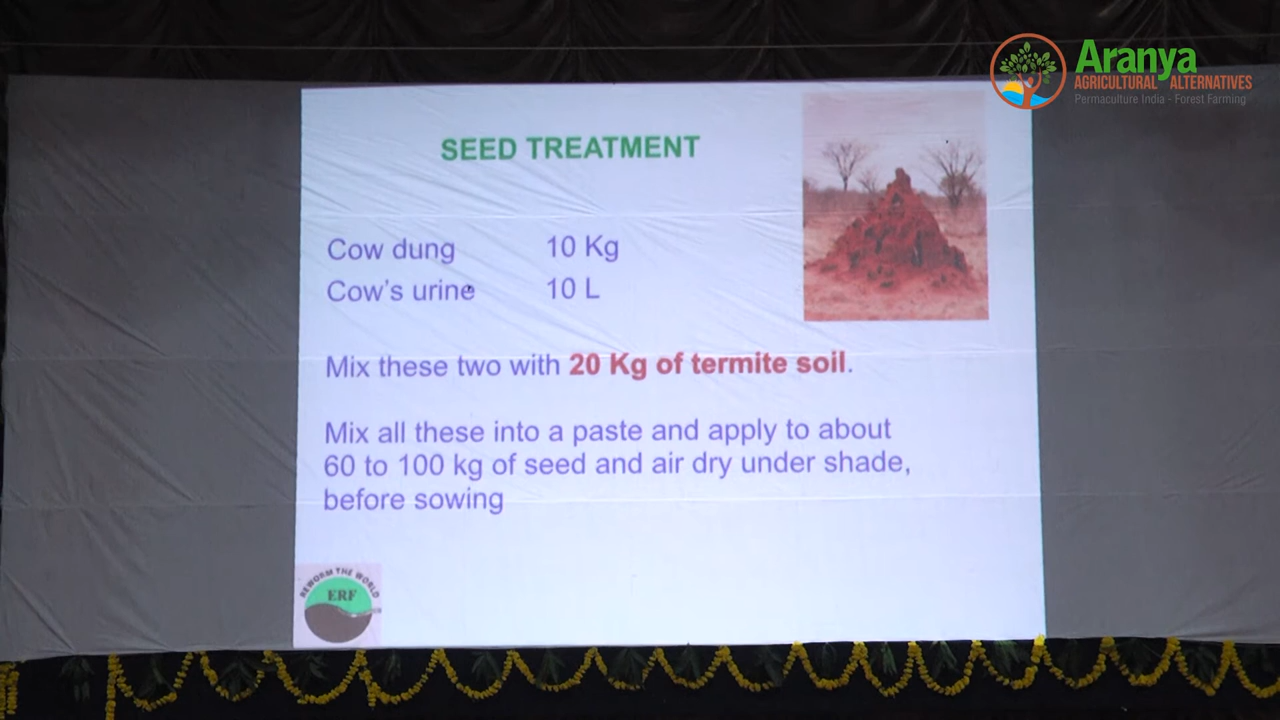 Aranya
AGRICULTURAL ALTERNATIVES
Permaculture India - Forest Farming
SEED TREATMENT
Cow dung 10 Kg
Cow's urine 10 L
Mix these two with 20 Kg of termite soil.
Mix all these into a paste and apply to about
60 to 100 kg of seed and air dry under shade,
before sowing
REWORM THE WORLD
ERF